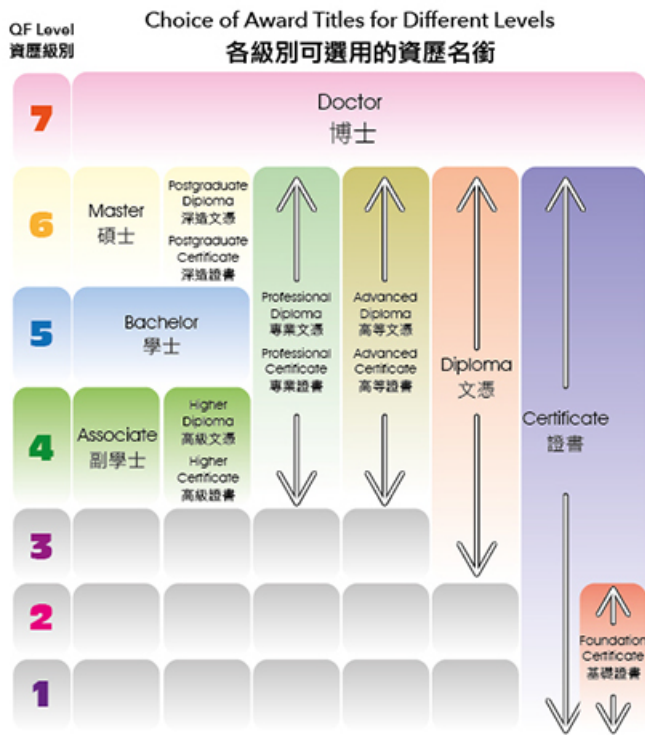 QF Level
資歷級別
Choice of Award Titles for Different Levels
各級別可選用的資歷名銜
7
Doctor
博士
6
Master
碩士
Postgraduate
Diploma
深造文憑
Postgraduate
Certificate
深造證書
5
Bachelor
學士
4
Associate
副學士
Higher
Diploma
高級文憑
Higher
Certificate
高級證書
Professional
Diploma
專業文憑
Professional
Certificate
專業證書
Advanced
Diploma
高等文憑
Advanced
Certificate
高等證書
Diploma
文憑
Certificate
證書
3
2
Foundation
Certificate
基礎證書
1